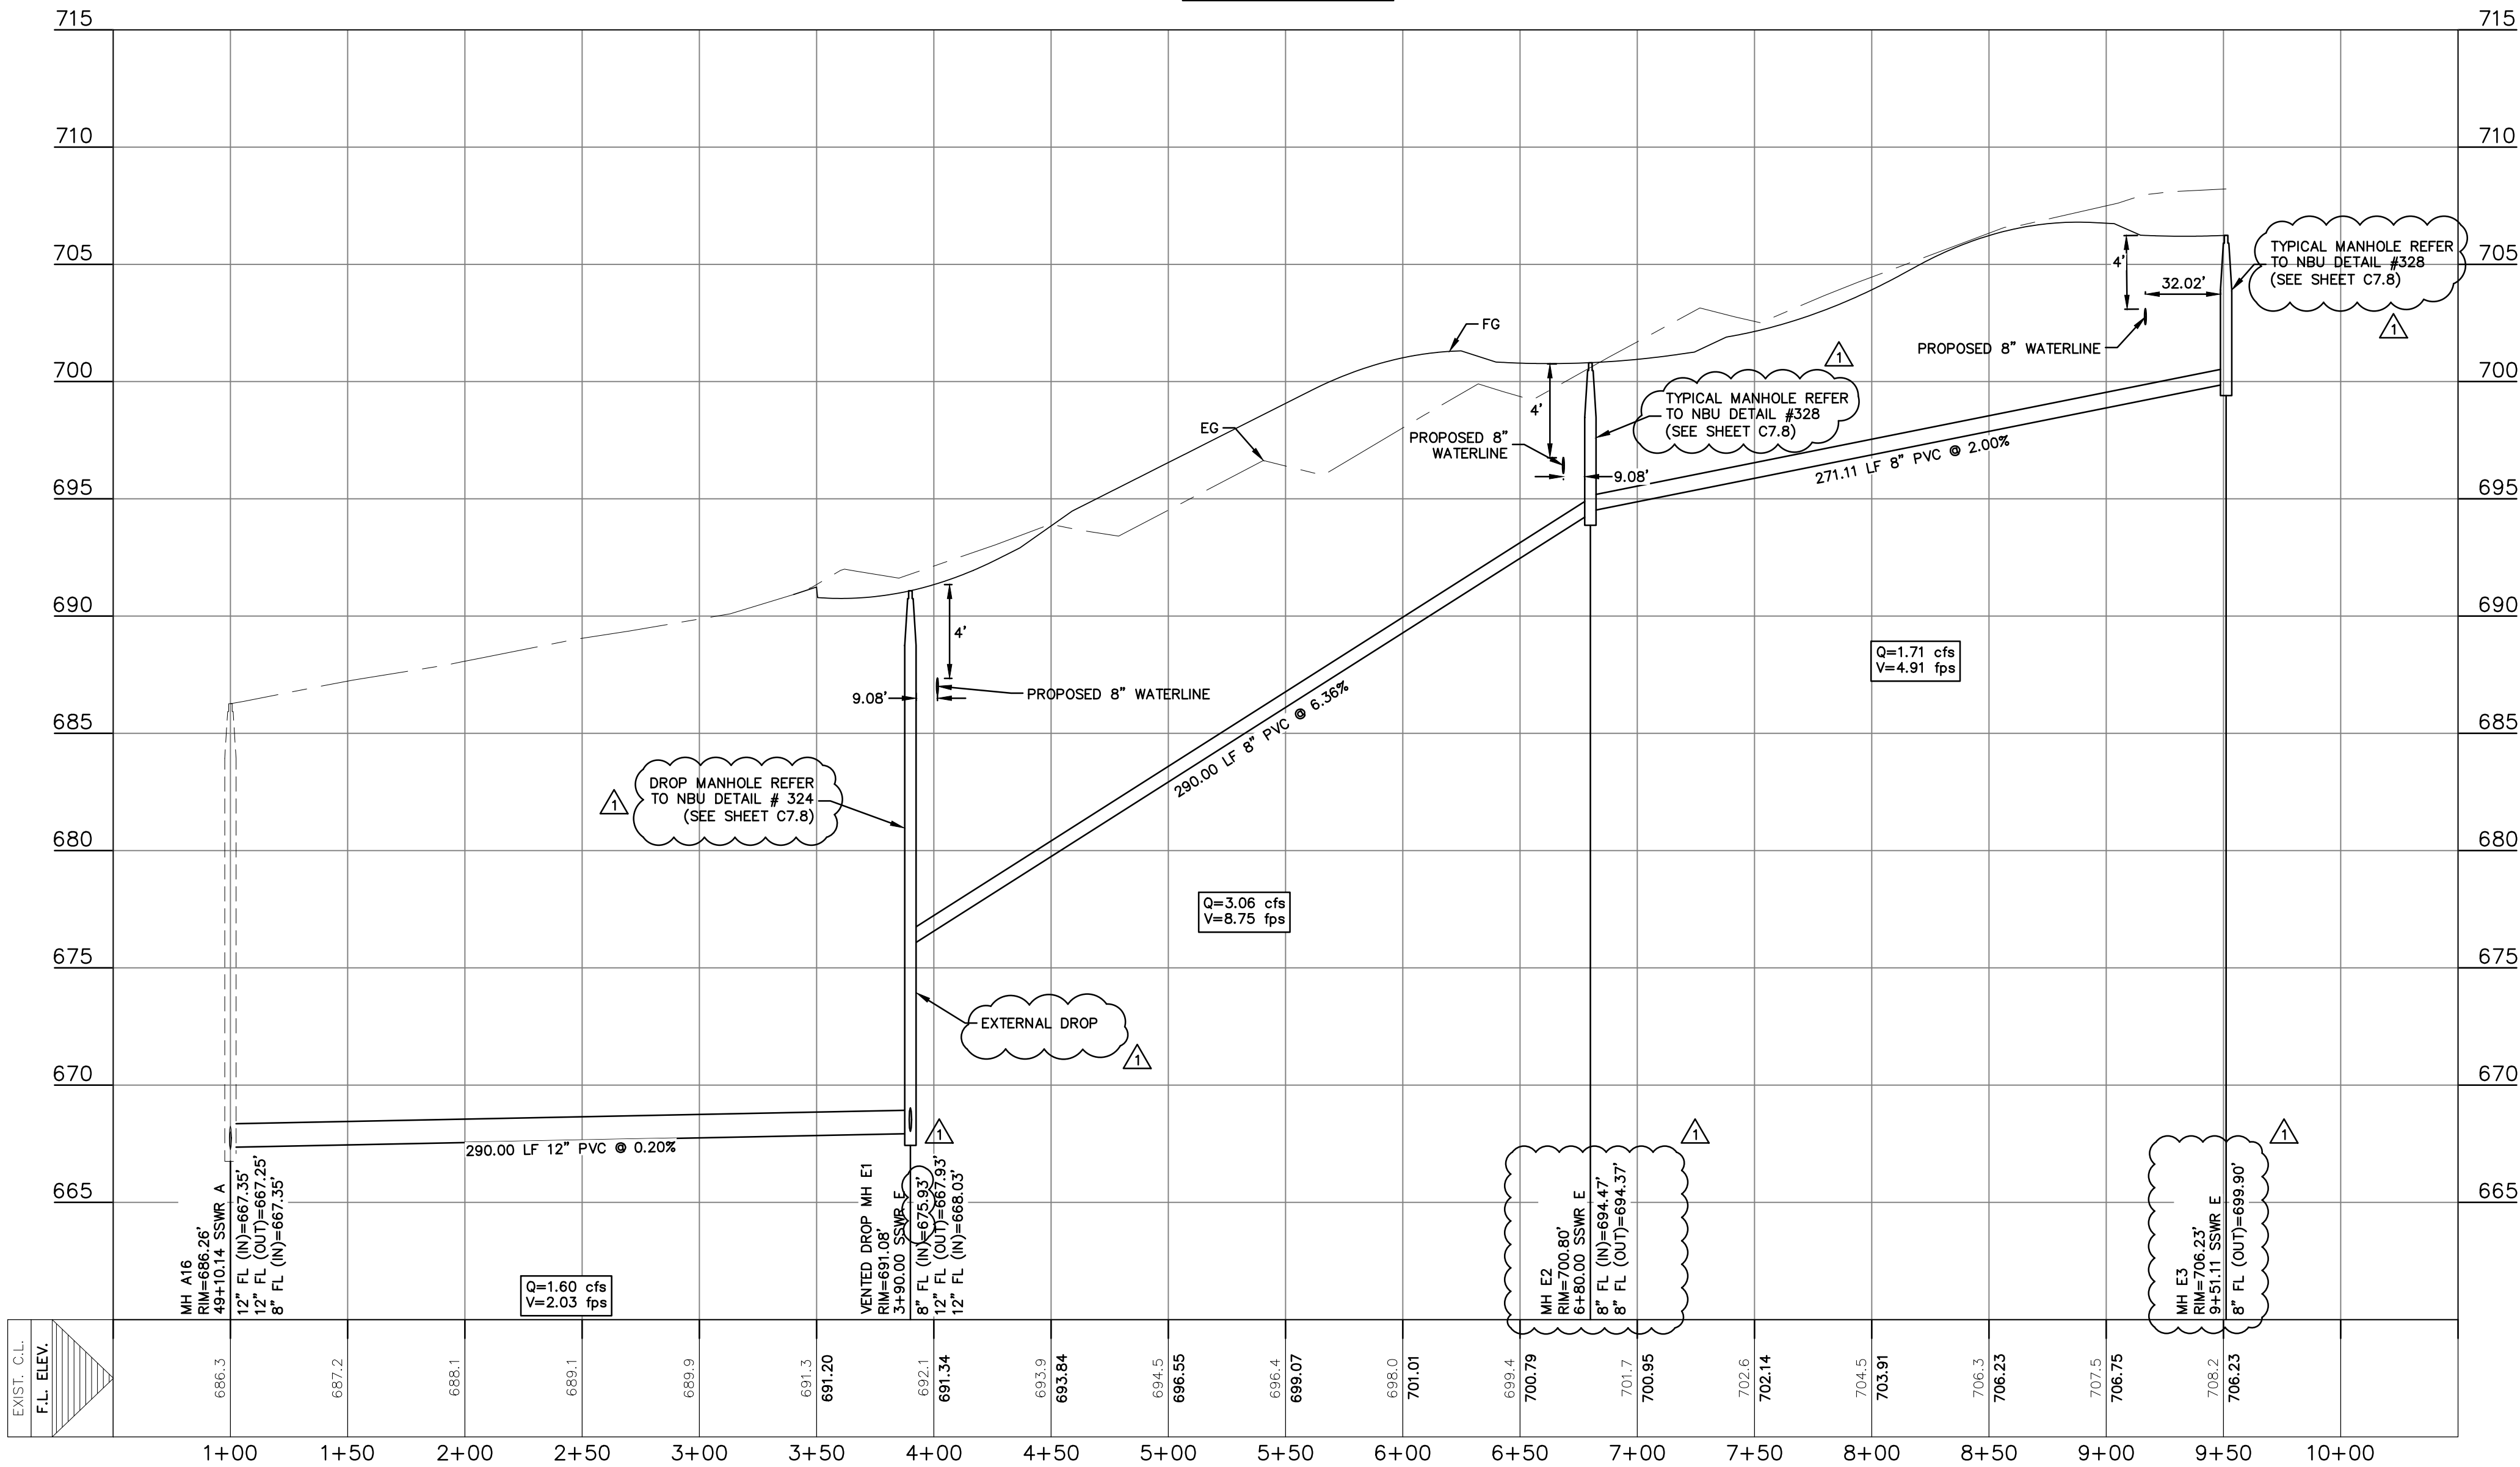 715
710
705
700
695
690
685
680
675
670
665
715
710
705
700
695
690
685
680
675
670
665
FG
EG
4'
9.08'
PROPOSED 8" WATERLINE
4'
PROPOSED 8"
WATERLINE
9.08'
4'
32.02'
PROPOSED 8" WATERLINE
TYPICAL MANHOLE REFER
TO NBU DETAIL #328
(SEE SHEET C7.8)
1
TYPICAL MANHOLE REFER
TO NBU DETAIL #328
(SEE SHEET C7.8)
1
271.11 LF 8" PVC @ 2.00%
Q=1.71 cfs
V=4.91 fps
290.00 LF 8" PVC @ 6.36%
DROP MANHOLE REFER
TO NBU DETAIL # 324
(SEE SHEET C7.8)
1
Q=3.06 cfs
V=8.75 fps
EXTERNAL DROP
1
290.00 LF 12" PVC @ 0.20%
Q=1.60 cfs
V=2.03 fps
MH A16
RIM=686.26'
49+10.14 SSWR A
12" FL (IN)=667.35'
12" FL (OUT)=667.25'
8" FL (IN)=667.35'
VENTED DROP MH E1
RIM=691.08'
3+90.00 SSWR E
8" FL (IN)=675.93'
12" FL (OUT)=667.93'
12" FL (IN)=668.03'
1
MH E2
RIM=700.80'
6+80.00 SSWR E
8" FL (IN)=694.47'
8" FL (OUT)=694.37'
1
MH E3
RIM=706.23'
9+51.11 SSWR E
8" FL (OUT)=699.90'
1
EXIST. C.L.
F.L. ELEV.
686.3
687.2
688.1
689.1
689.9
691.3
691.20
692.1
691.34
693.9
693.84
694.5
696.55
696.4
699.07
698.0
701.01
699.4
700.79
701.7
700.95
702.6
702.14
704.5
703.91
706.3
706.23
707.5
706.75
708.2
706.23
1+00
1+50
2+00
2+50
3+00
3+50
4+00
4+50
5+00
5+50
6+00
6+50
7+00
7+50
8+00
8+50
9+00
9+50
10+00